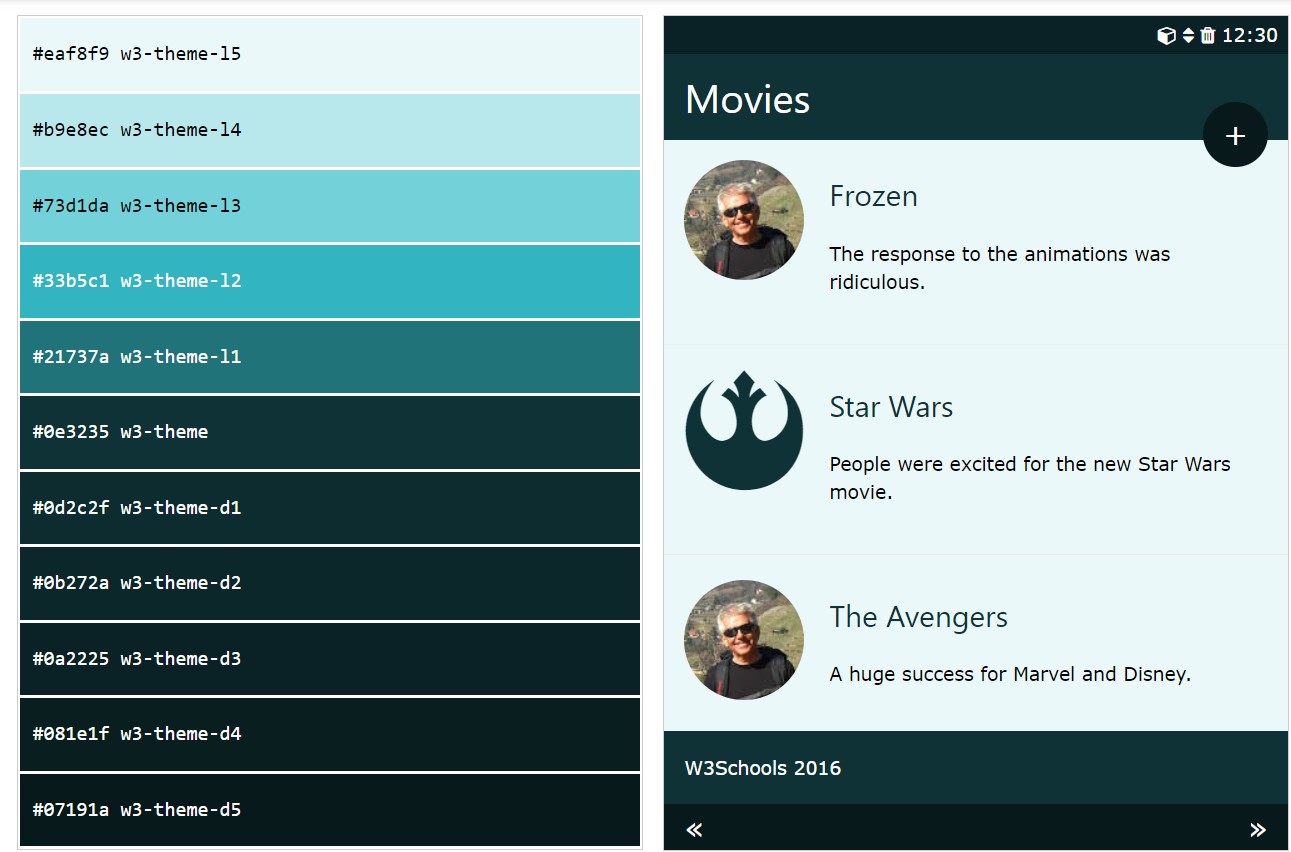 #eaf8f9 w3-theme-l5
#b9e8ec w3-theme-l4
#73d1da w3-theme-l3
#33b5c1 w3-theme-l2
#21737a w3-theme-l1
#0e3235 w3-theme
#0d2c2f w3-theme-d1
#0b272a w3-theme-d2
#0a2225 w3-theme-d3
#081e1f w3-theme-d4
#07191a w3-theme-d5
12:30
Movies
+
Frozen
The response to the animations was
ridiculous.
Star Wars
People were excited for the new Star Wars
movie.
The Avengers
A huge success for Marvel and Disney.
W3Schools 2016
« »